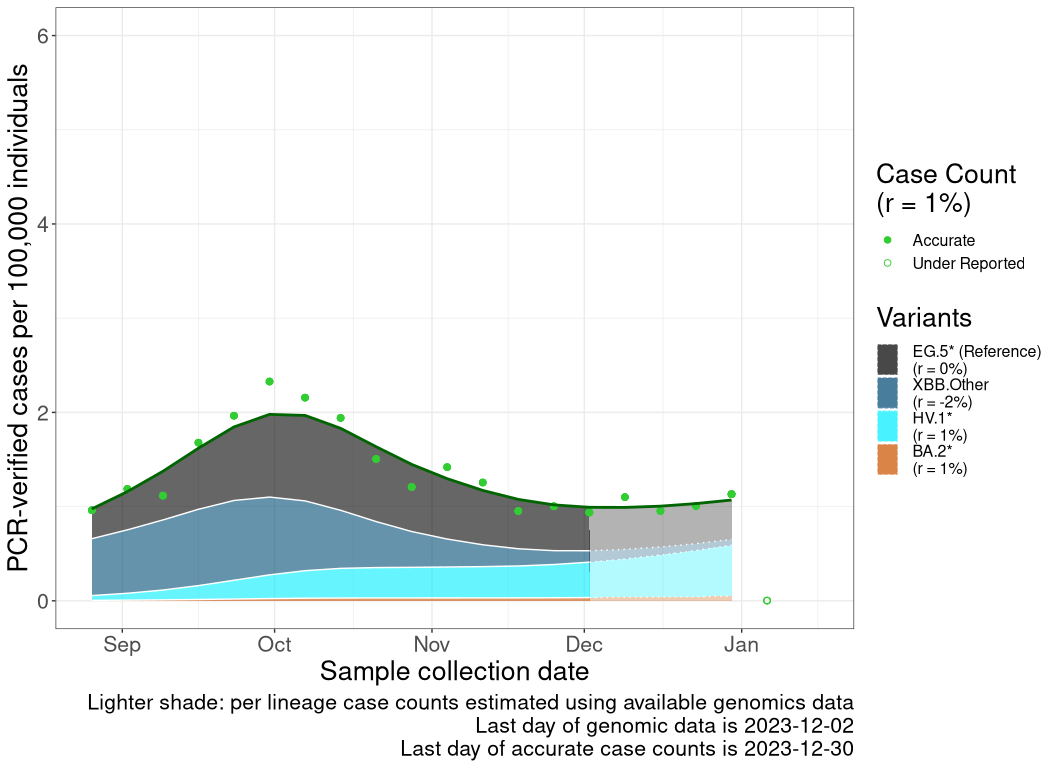 PCR-verified cases per 100,000 individuals
6
4
2
0
Sep
Oct
Nov
Dec
Jan
Sample collection date
Lighter shade: per lineage case counts estimated using available genomics data
Last day of genomic data is 2023-12-02
Last day of accurate case counts is 2023-12-30
Case Count
(r = 1%)
Accurate
Under Reported
Variants
EG.5* (Reference)
(r = 0%)
XBB.Other
(r = -2%)
HV.1*
(r = 1%)
BA.2*
(r = 1%)